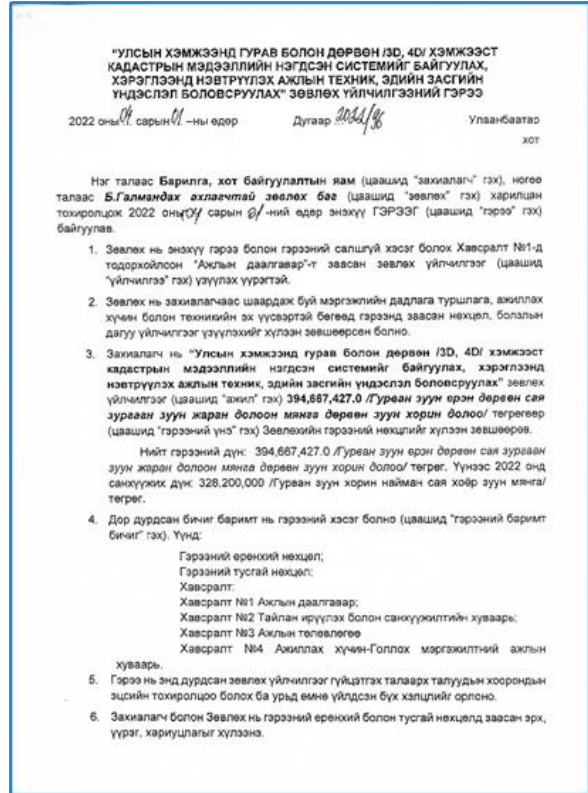 “УЛСЫН ХЭМЖЭЭНД ГУРАВ БОЛОН ДӨРВӨН /3D, 4D/ ХЭМЖЭЭСТ
КАДАСТРЫН МЭДЭЭЛЛИЙН НЭГДСЭН СИСТЕМИЙГ БАЙГУУЛАХ,
ХЭРЭГЛЭЭНД НЭВТРҮҮЛЭХ АЖЛЫН ТЕХНИК, ЭДИЙН ЗАСГИЙН
ҮНДЭСЛЭЛ БОЛОВСРУУЛАХ” ЗӨВЛӨХ ҮЙЛЧИЛГЭЭНИЙ ГЭРЭЭ
2022 оны 04 сарын 01 –ны өдөр Дугаар 2022/96 Улаанбаатар
хот
Нэг талаас Барилга, хот байгуулалтын яам (цаашид “захиалагч” гэх), нөгөө
талаас Б.Галмандах ахлагчтай зөвлөх баг (цаашид “зөвлөх” гэх) харилцан
тохиролцож 2022 оны 04 сарын 01 -ний өдөр энэхүү ГЭРЭЭГ (цаашид “гэрээ” гэх)
байгуулав.
1. Зөвлөх нь энэхүү гэрээ болон гэрээний салшгүй хэсэг болох Хавсралт №1-д
тодорхойлсон “Ажлын даалгавар”-т заасан зөвлөх үйлчилгээг (цаашид
“үйлчилгээ” гэх) үзүүлэх үүрэгтэй.
2. Зөвлөх нь захиалагчаас шаардаж буй мэргэжлийн дадлага туршлага, ажиллах
хүчин болон техникийн эх үүсвэртэй бөгөөд гэрээнд заасан нөхцөл, болзлын
дагуу үйлчилгээг үзүүлэхийг хүлээн зөвшөөрсөн болно.
3. Захиалагч нь “Улсын хэмжээнд гурав болон дөрвөн /3D, 4D/ хэмжээст
кадастрын мэдээллийн нэгдсэн системийг байгуулах, хэрэглээнд
нэвтрүүлэх ажлын техник, эдийн засгийн үндэслэл боловсруулах” зөвлөх
үйлчилгээг (цаашид “ажил” гэх) 394,667,427.0 /Гурван зуун ерэн дөрвөн сая
зургаан зуун жаран долоон мянга дөрвөн зуун хорин долоо/ төгрөгөөр
(цаашид “гэрээний үнэ” гэх) Зөвлөхийн гэрээний нөхцлийг хүлээн зөвшөөрөв.
Нийт гэрээний дүн: 394,667,427.0 /Гурван зуун ерэн дөрвөн сая зургаан
зуун жаран долоон мянга дөрвөн зуун хорин долоо/ төгрөг. Үүнээс 2022 онд
санхүүжих дүн: 328,200,000 /Гурван зуун хорин найман сая хоёр зуун мянга/
төгрөг.
4. Дор дурдсан бичиг баримт нь гэрээний хэсэг болно (цаашид “гэрээний баримт
бичиг” гэх). Үүнд:
Гэрээний ерөнхий нөхцөл;
Гэрээний тусгай нөхцөл;
Хавсралт:
Хавсралт №1 Ажлын даалгавар;
Хавсралт №2 Тайлан ирүүлэх болон санхүүжилтийн хуваарь;
Хавсралт №3 Ажлын төлөвлөгөө
Хавсралт №4 Ажиллах хүчин-Голлох мэргэжилтний ажлын
хуваарь.
5. Гэрээ нь энд дурдсан зөвлөх үйлчилгээг гүйцэтгэх талаарх талуудын хоорондын
эцсийн тохиролцоо болох ба урьд өмнө үйлдсэн бүх хэлцлийг орлоно.
6. Захиалагч болон Зөвлөх нь гэрээний ерөнхий болон тусгай нөхцөлд заасан эрх,
үүрэг, хариуцлагыг хүлээнэ.